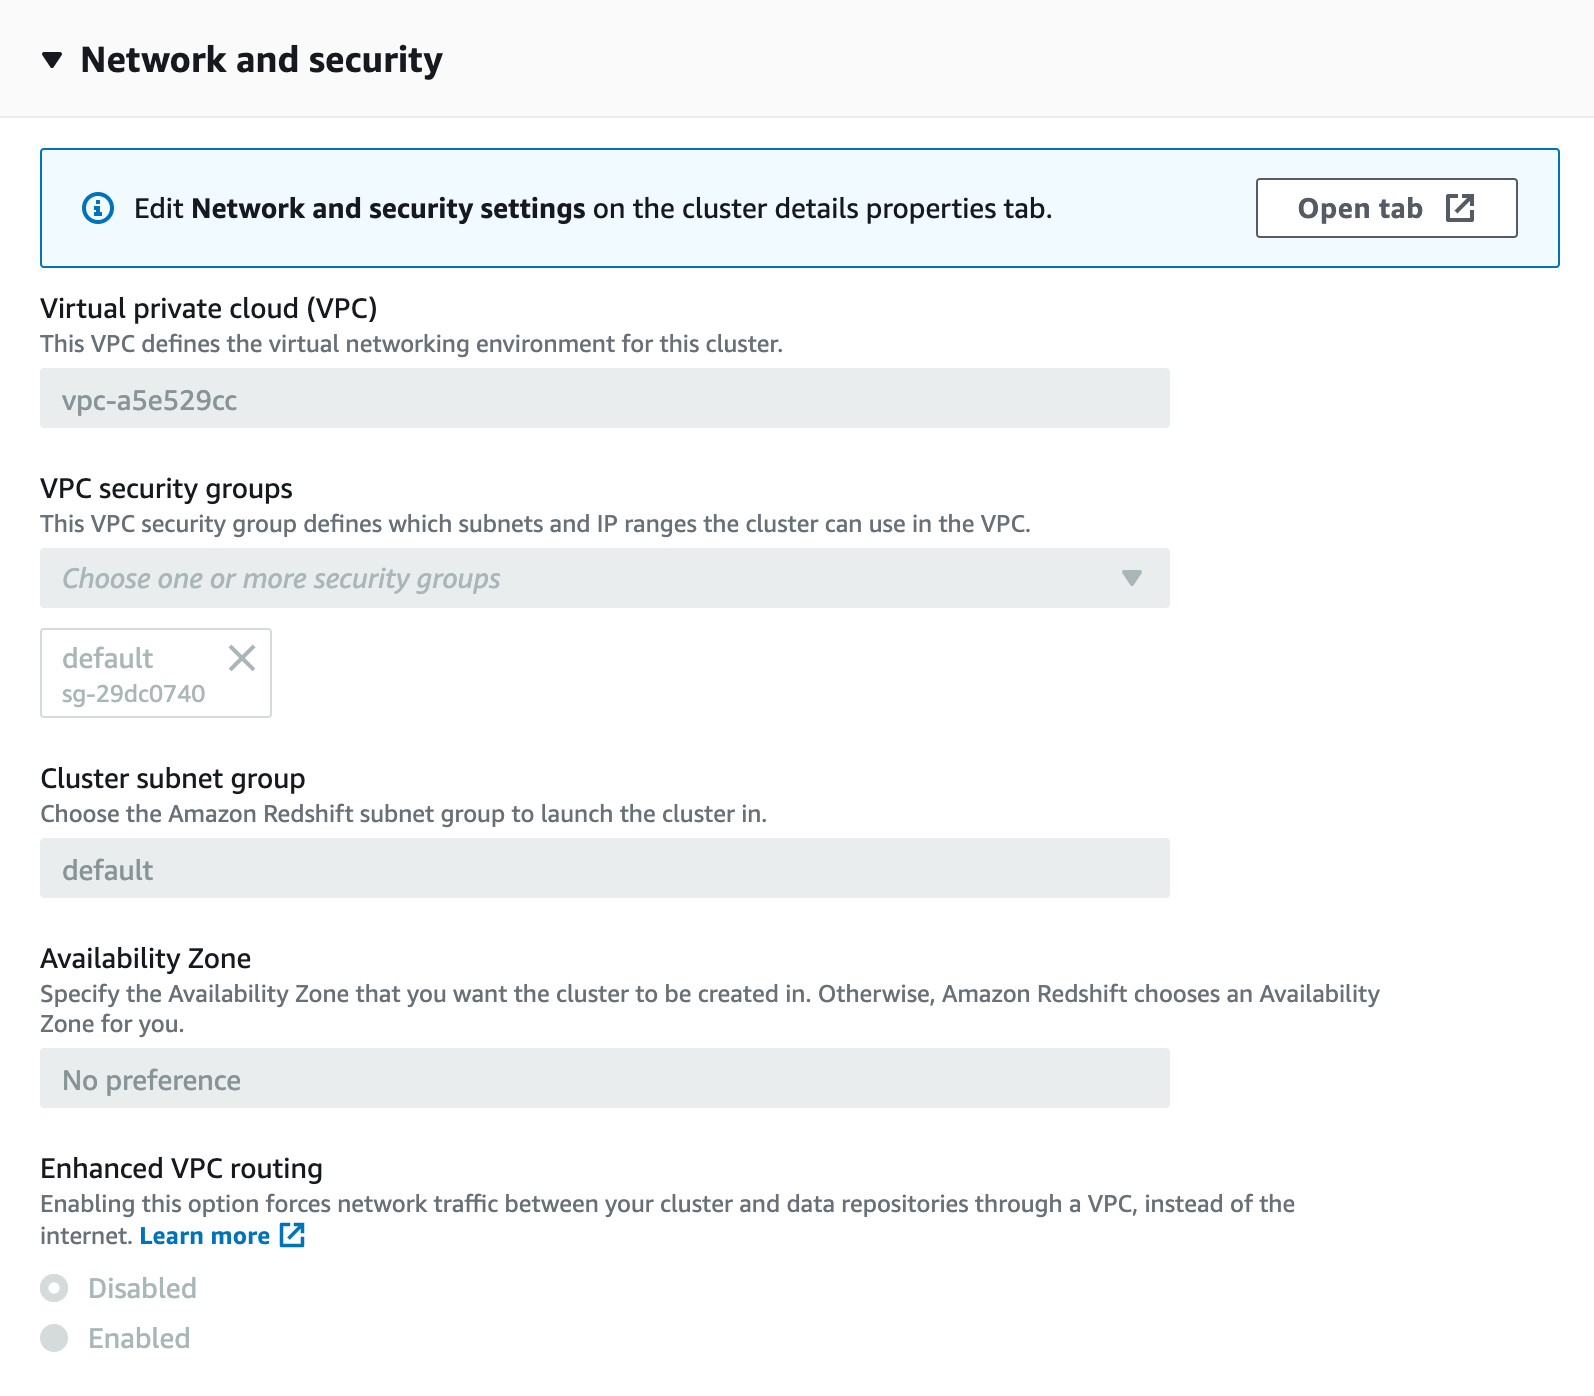 Network and security
Edit Network and security settings on the cluster details properties tab.
Open tab
Virtual private cloud (VPC)
This VPC defines the virtual networking environment for this cluster.
vpc-a5e529cc
VPC security groups
This VPC security group defines which subnets and IP ranges the cluster can use in the VPC.
Choose one or more security groups
default
sg-29dc0740
Cluster subnet group
Choose the Amazon Redshift subnet group to launch the cluster in.
default
Availability Zone
Specify the Availability Zone that you want the cluster to be created in. Otherwise, Amazon Redshift chooses an Availability
Zone for you.
No preference
Enhanced VPC routing
Enabling this option forces network traffic between your cluster and data repositories through a VPC, instead of the
internet. Learn more
Disabled
Enabled